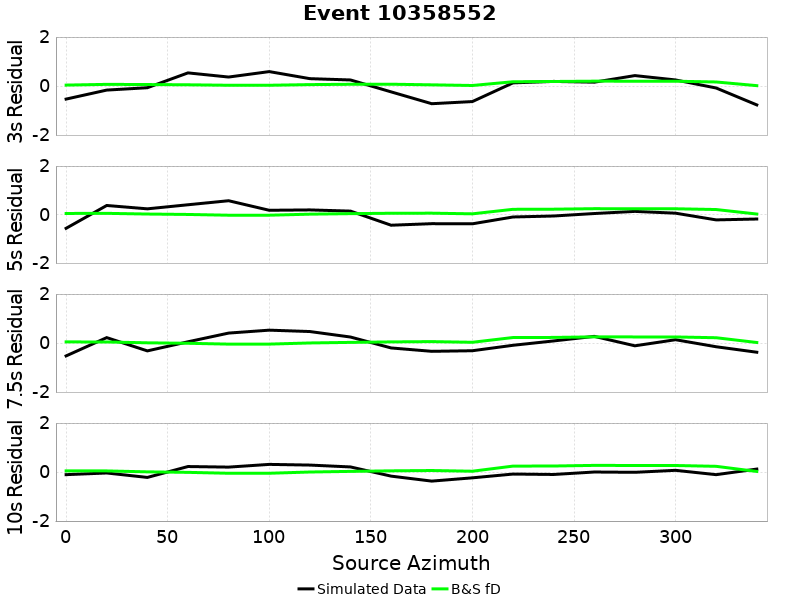 Event 10358552
3s Residual
2
0
-2
5s Residual
2
0
-2
7.5s Residual
2
0
-2
10s Residual
2
0
-2
0 50 100 150 200 250 300
Source Azimuth
Simulated Data B&S fD